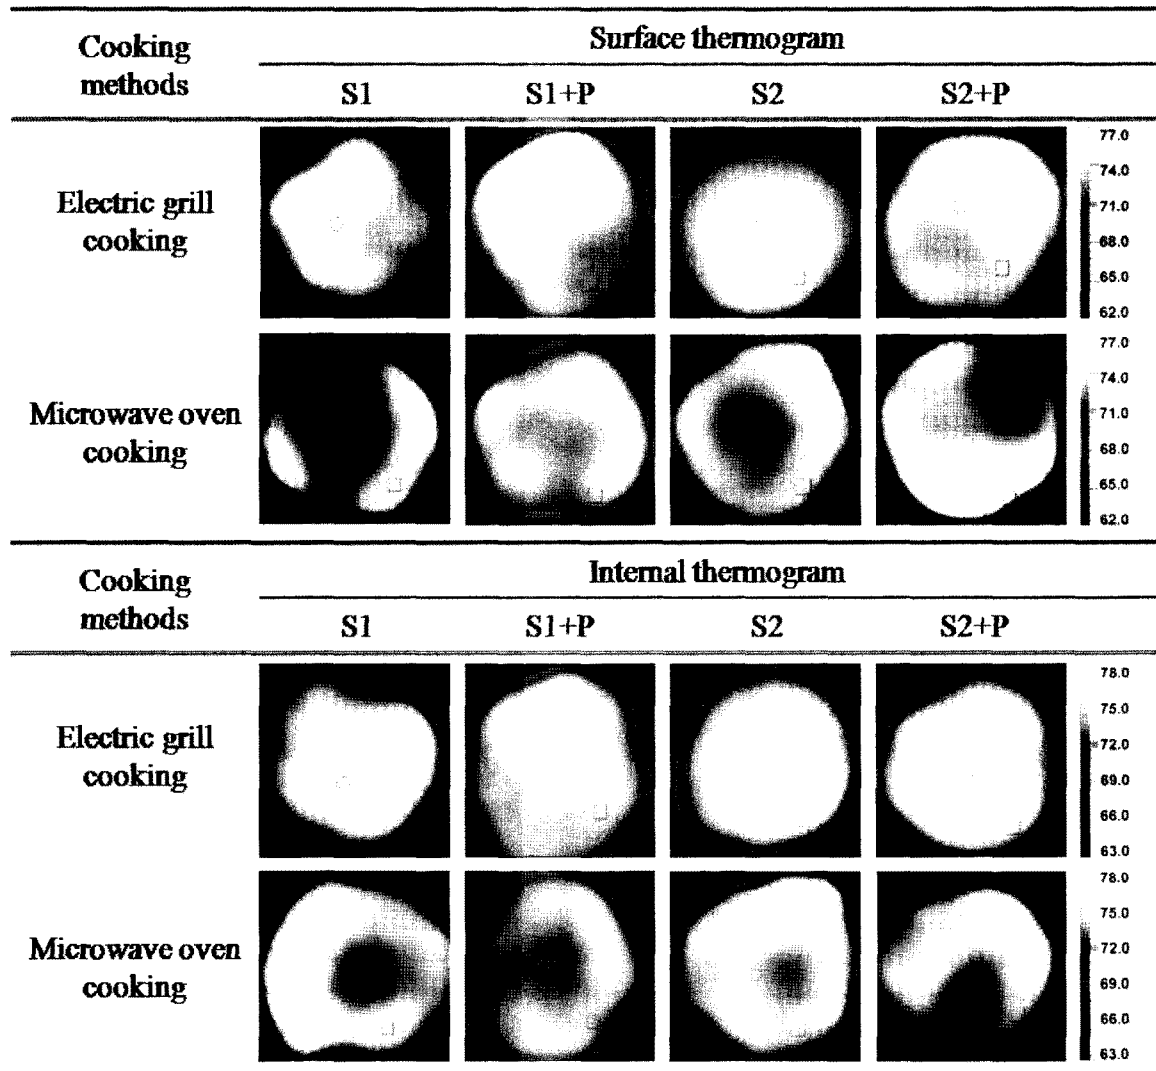 Cooking methods
Surface thermogram
S1 S1+P S2 S2+P
Electric grill cooking
77.0
74.0
71.0
68.0
65.0
62.0
Microwave oven cooking
77.0
74.0
71.0
68.0
65.0
62.0
Cooking methods
Internal thermogram
S1 S1+P S2 S2+P
Electric grill cooking
78.0
75.0
72.0
69.0
66.0
63.0
Microwave oven cooking
78.0
75.0
72.0
69.0
66.0
63.0